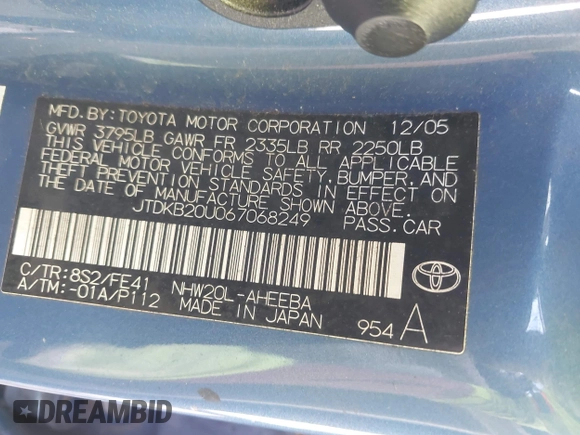 MFD.BY:TOYOTA MOTOR CORPORATION 12/05
GVWR 3795LB GAWR FR 2335LB RR 2250LB
THIS VEHICLE CONFORMS TO ALL APPLICABLE
FEDERAL MOTOR VEHICLE SAFETY,BUMPER,AND
THEFT PREVENTION STANDARDS IN EFFECT ON
THE DATE OF MANUFACTURE SHOWN ABOVE.
JTDKB20U067068249 PASS.CAR
C/TR:8S2/FE41 NHW20L-AHEEBA
A/TM:-01A/P112 MADE IN JAPAN 954 A
DREAMBID